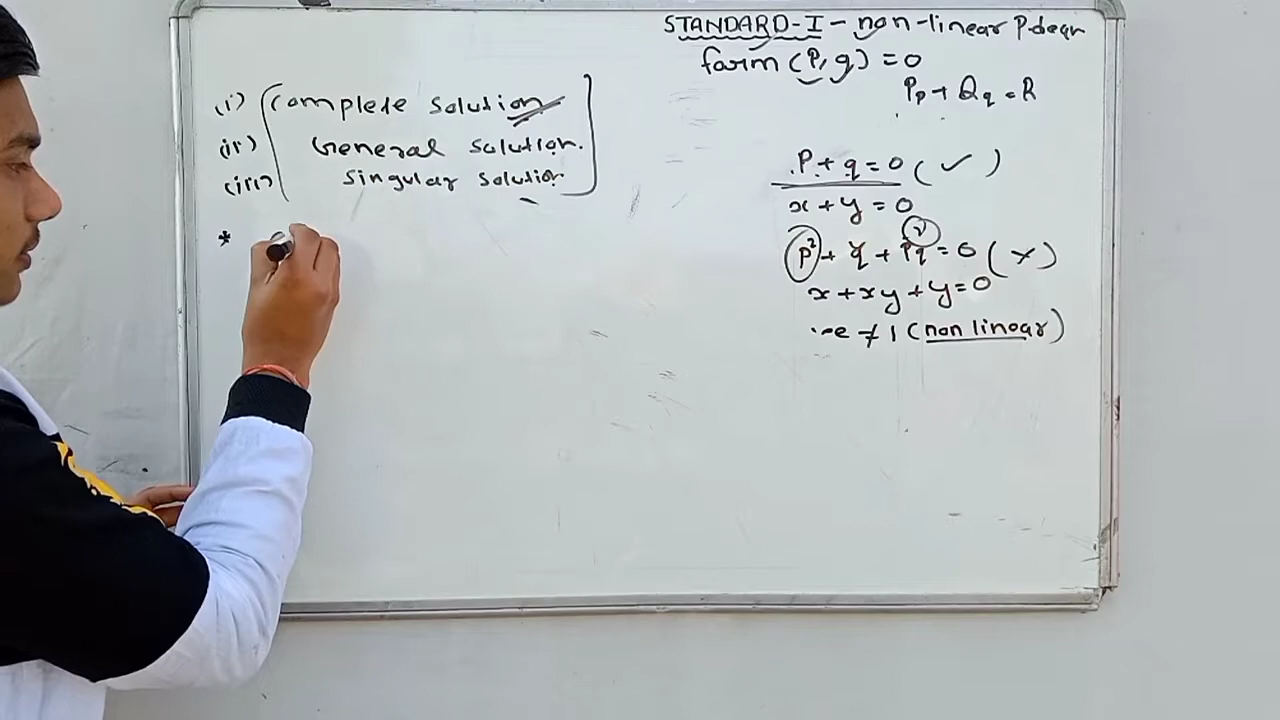 STANDARD-I - non-linear P.deqn
farm (P, q) = 0
Pp + Qq = R
(i) Complete Solution
(ii) General Solution.
(iii) Singular Solution
*
P + q = 0 (✓)
x + y = 0
p² + q + Pq = 0 (×)
x + xy + y = 0
≠ 1 (non linear)